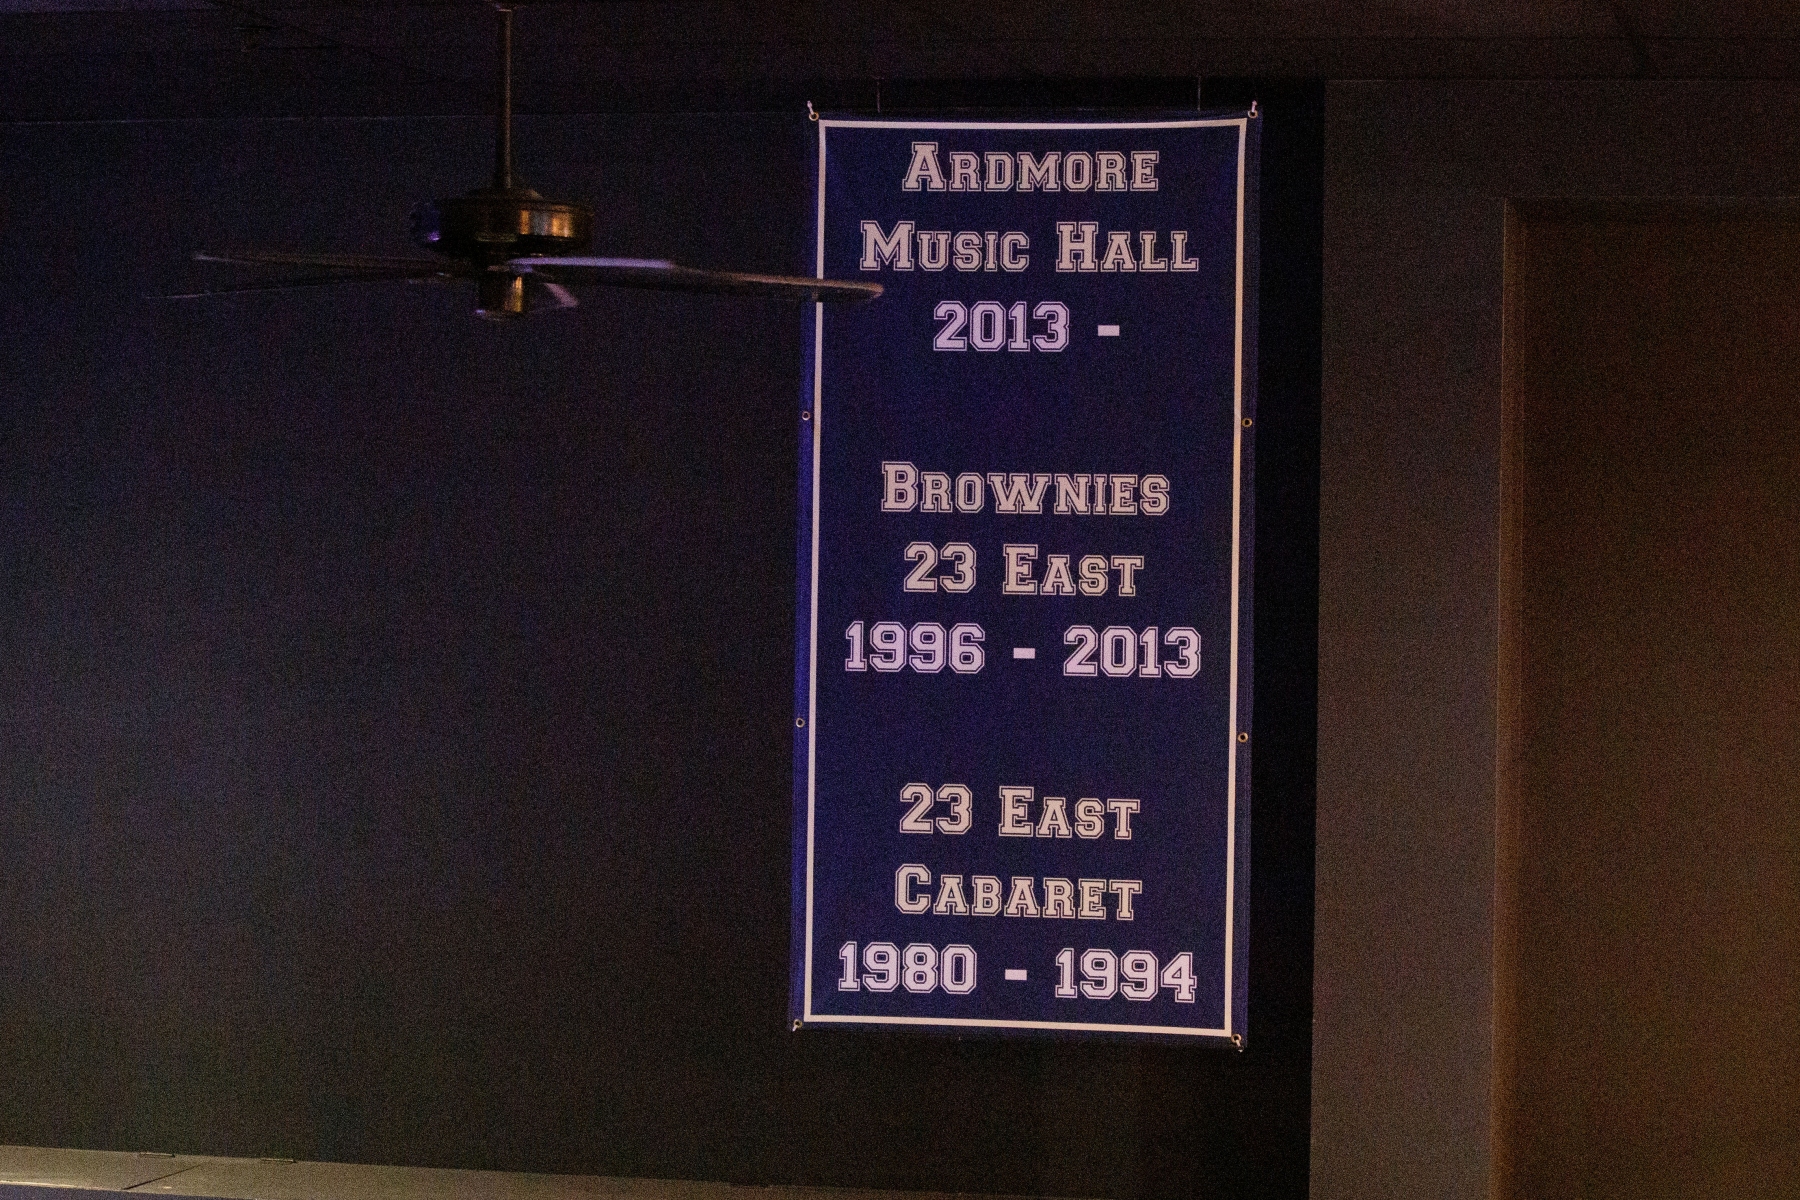 Ardmore
Music Hall
2013 -
Brownies
23 East
1996 - 2013
23 East
Cabaret
1980 - 1994